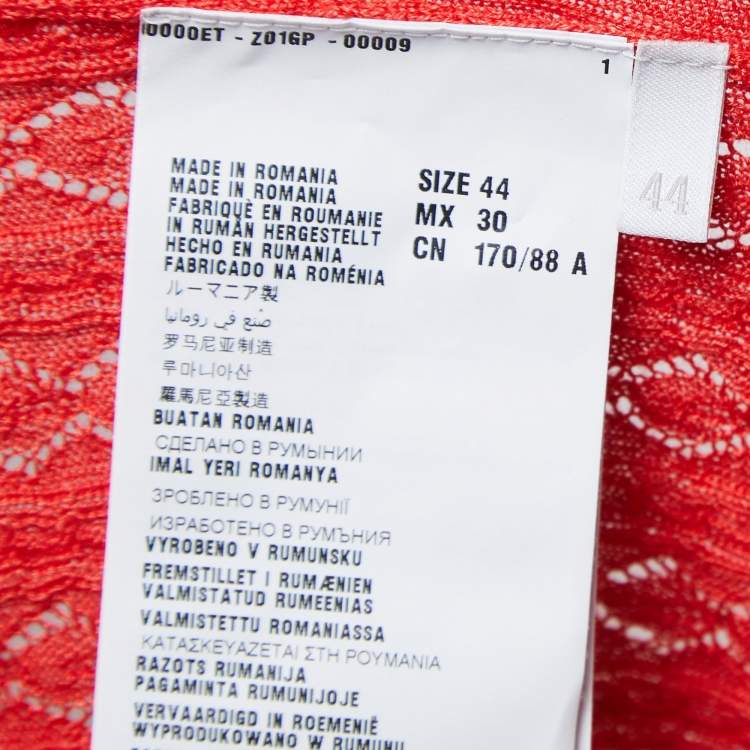 0000ET - Z01GP - 00009
1
MADE IN ROMANIA
MADE IN ROMANIA
FABRIQUÈ EN ROUMANIE
IN RUMÄN HERGESTELLT
HECHO EN RUMANIA
FABRICADO NA ROMÉNIA
ルーマニア製
صُنع في رومانيا
罗马尼亚制造
루마니아산
羅馬尼亞製造
BUATAN ROMANIA
СДЕЛАНО В РУМЫНИИ
IMAL YERI ROMANYA
ЗРОБЛЕНО В РУМУНІЇ
ИЗРАБОТЕНО В РУМЪНИЯ
VYROBENO V RUMUNSKU
FREMSTILLET I RUMÆNIEN
VALMISTATUD RUMEENIAS
VALMISTETTU ROMANIASSA
ΚΑΤΑΣΚΕΥΑΖΕΤΑΙ ΣΤΗ ΡΟΥΜΑΝΙΑ
RAZOTS RUMANIJA
PAGAMINTA RUMUNIJOJE
VERVAARDIGD IN ROEMENIË
WYPRODUKOWANO W RUMUNI
SIZE 44
MX 30
CN 170/88 A
44